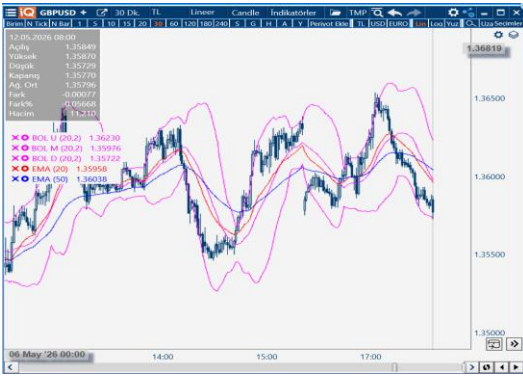 IQ GBPUSD + 30 Dk. TL Lineer Candle İndikatörler TMP
Birim N Tick N Bar 1 5 10 15 20 30 60 120 180 240 S G H A Y Periyot Ekle TL USD EURO Lin Log Yuz Uza Seçimler
12.05.2026 08:00
Açılış 1.35849
Yüksek 1.35870
Düşük 1.35729
Kapanış 1.35770
Ağ. Ort 1.35796
Fark -0.00077
Fark% -0.05668
Hacim 11,210
BOL U (20,2) 1.36230
BOL M (20,2) 1.35976
BOL D (20,2) 1.35722
EMA (20) 1.35958
EMA (50) 1.36038
1.36819
1.36500
1.36000
1.35500
1.35000
06 May '26 00:00 14:00 15:00 17:00